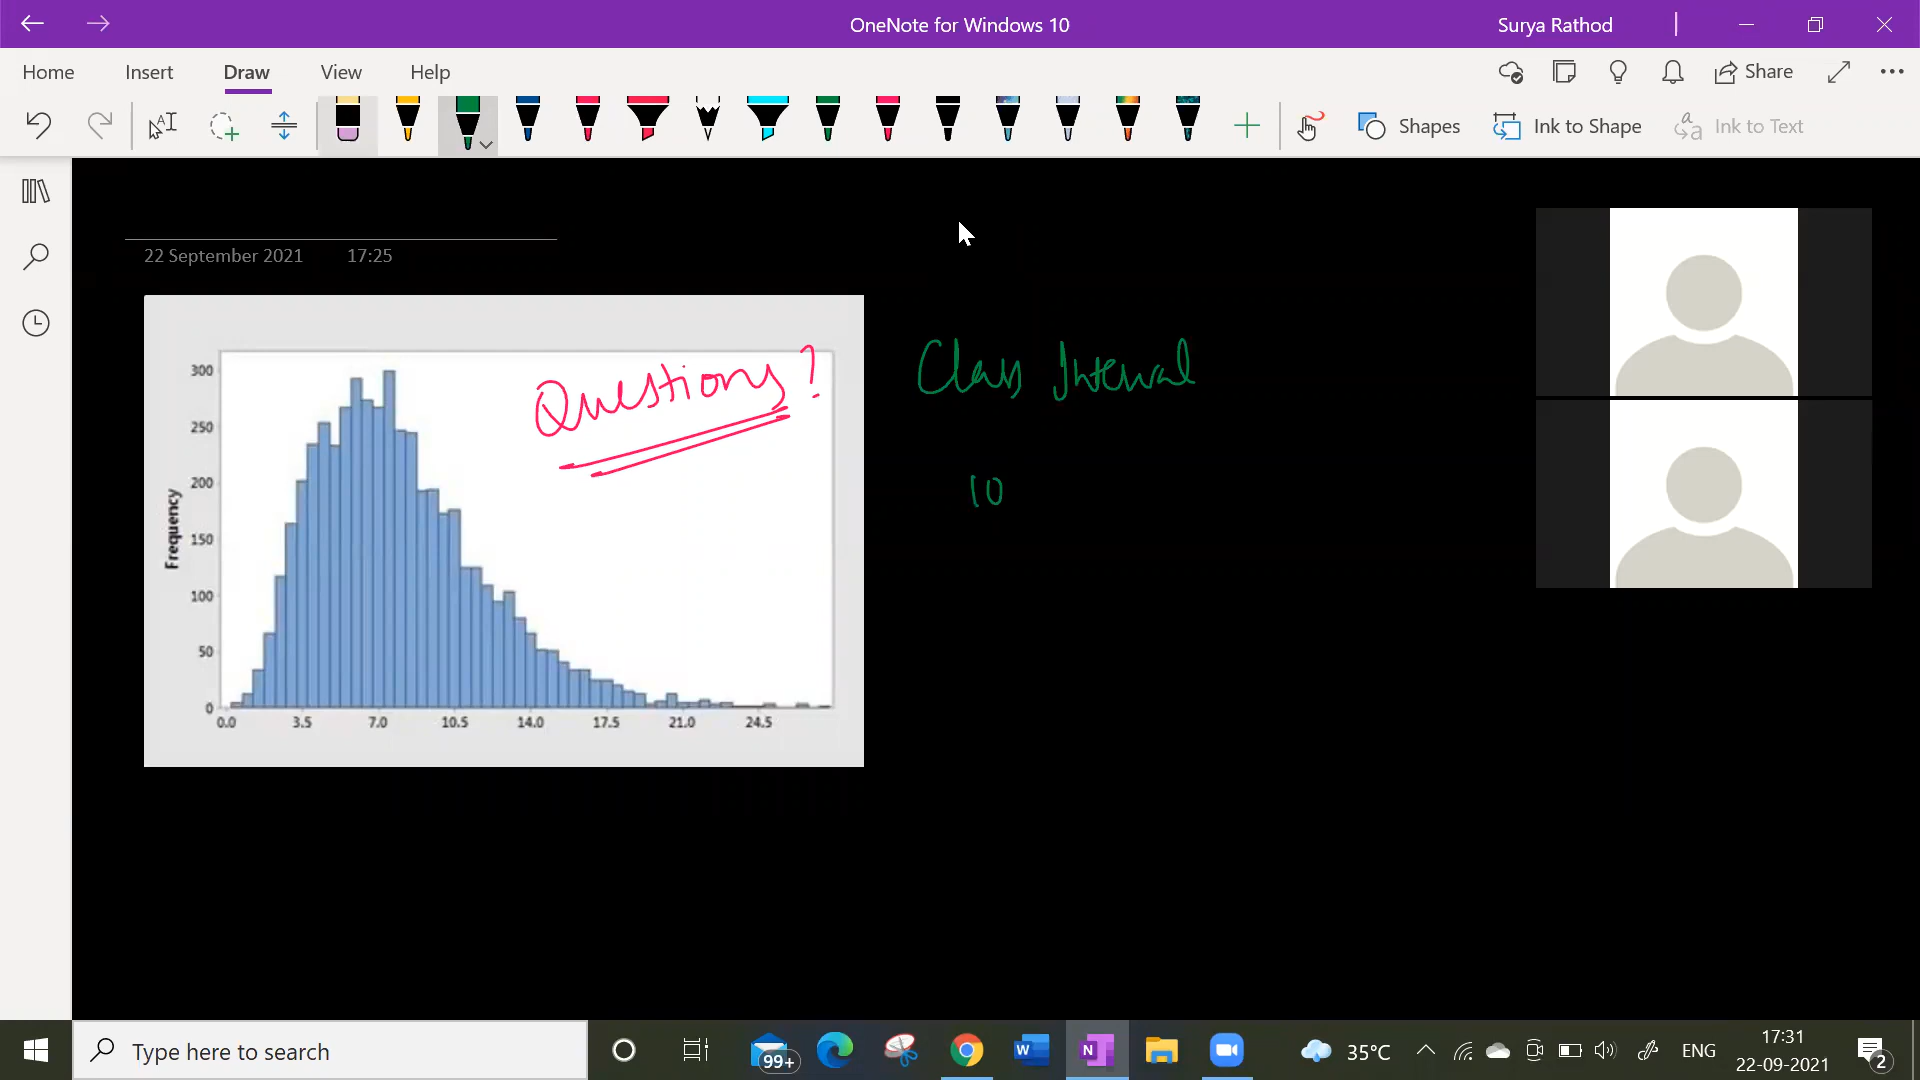 OneNote for Windows 10
Surya Rathod
Home Insert Draw View Help
Share
Shapes Ink to Shape Ink to Text
22 September 2021 17:25
Questions?
Class Interval
10
Frequency
300
250
200
150
100
50
0
0.0 3.5 7.0 10.5 14.0 17.5 21.0 24.5
Type here to search
99+
35°C
ENG
17:31
22-09-2021
2